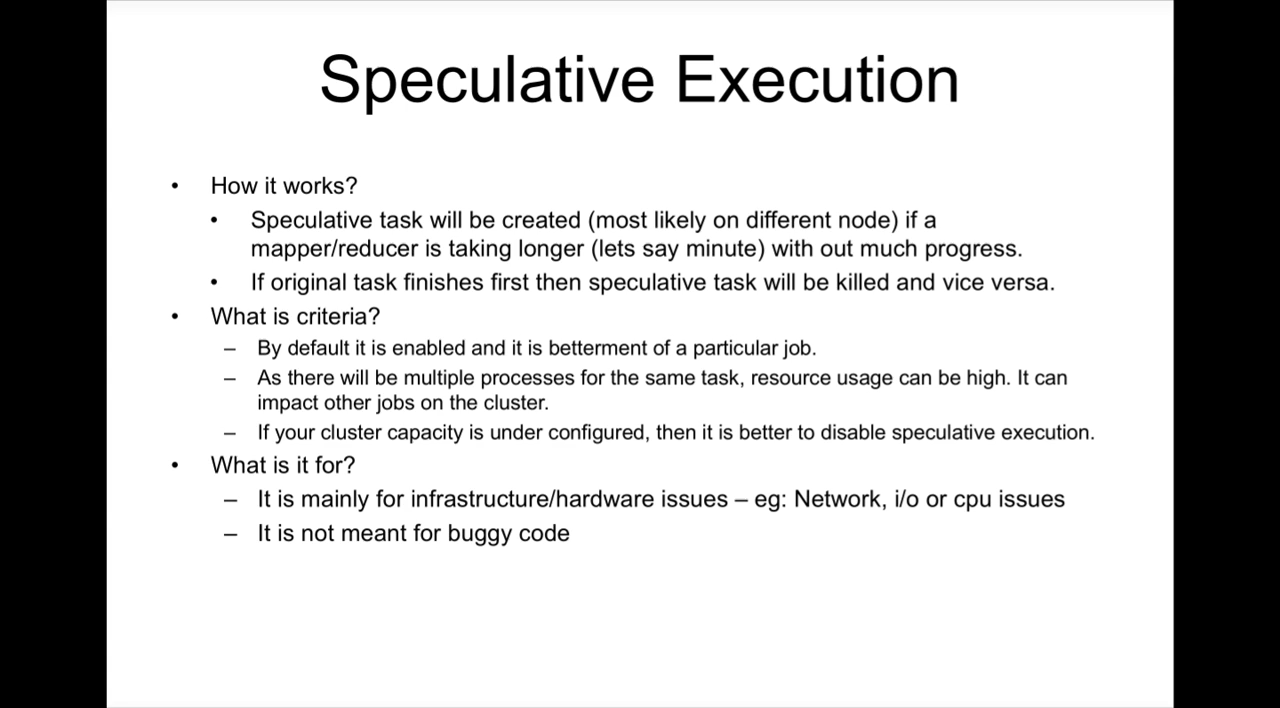 Speculative Execution
• How it works?
• Speculative task will be created (most likely on different node) if a
mapper/reducer is taking longer (lets say minute) with out much progress.
• If original task finishes first then speculative task will be killed and vice versa.
• What is criteria?
– By default it is enabled and it is betterment of a particular job.
– As there will be multiple processes for the same task, resource usage can be high. It can
impact other jobs on the cluster.
– If your cluster capacity is under configured, then it is better to disable speculative execution.
• What is it for?
– It is mainly for infrastructure/hardware issues – eg: Network, i/o or cpu issues
– It is not meant for buggy code